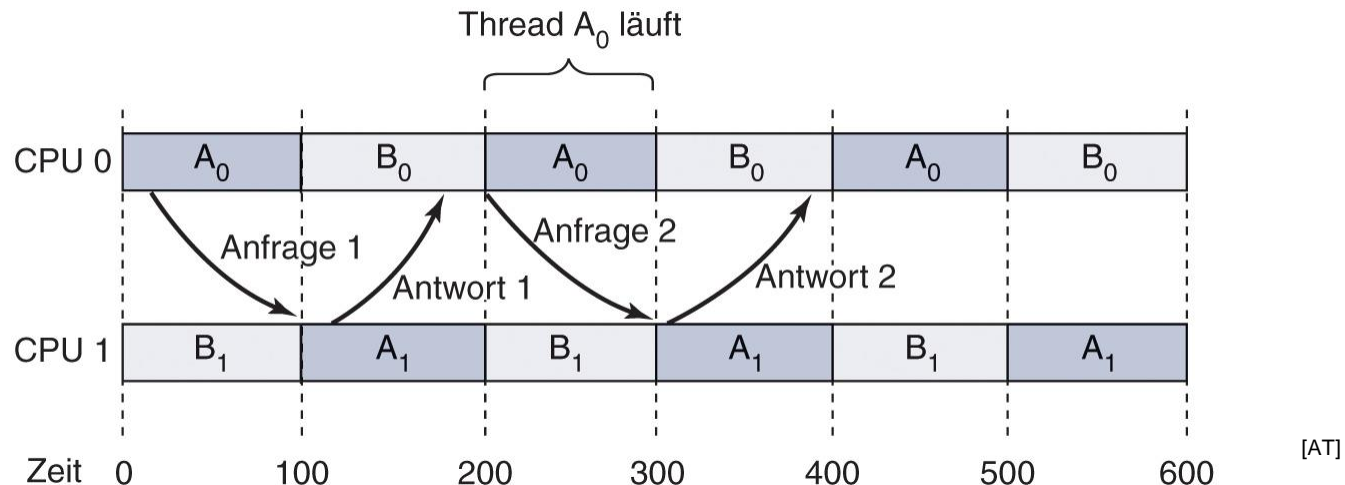 Thread A₀ läuft
CPU 0 A₀ B₀ A₀ B₀ A₀ B₀
Anfrage 1
Antwort 1
Anfrage 2
Antwort 2
CPU 1 B₁ A₁ B₁ A₁ B₁ A₁
[AT]
Zeit 0 100 200 300 400 500 600